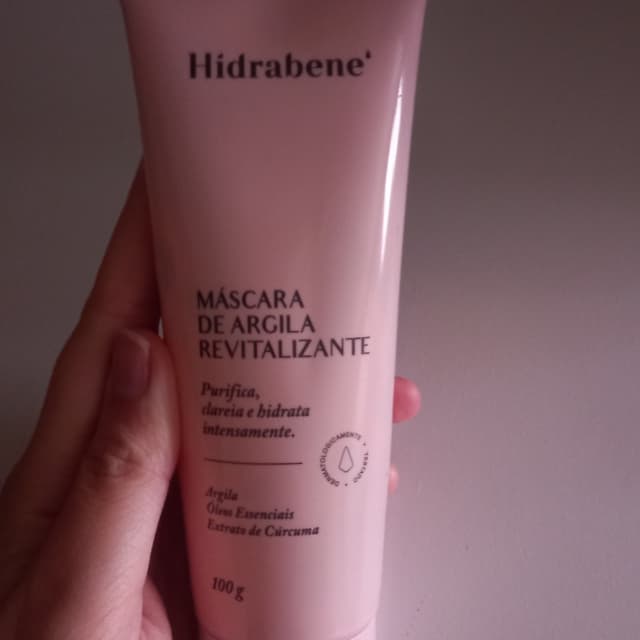 Hidrabene
MÁSCARA
DE ARGILA
REVITALIZANTE
Purifica,
clareia e hidrata
intensamente.
DERMATOLOGICAMENTE • TESTADO •
Argila
Óleos Essenciais
Extrato de Cúrcuma
100 g